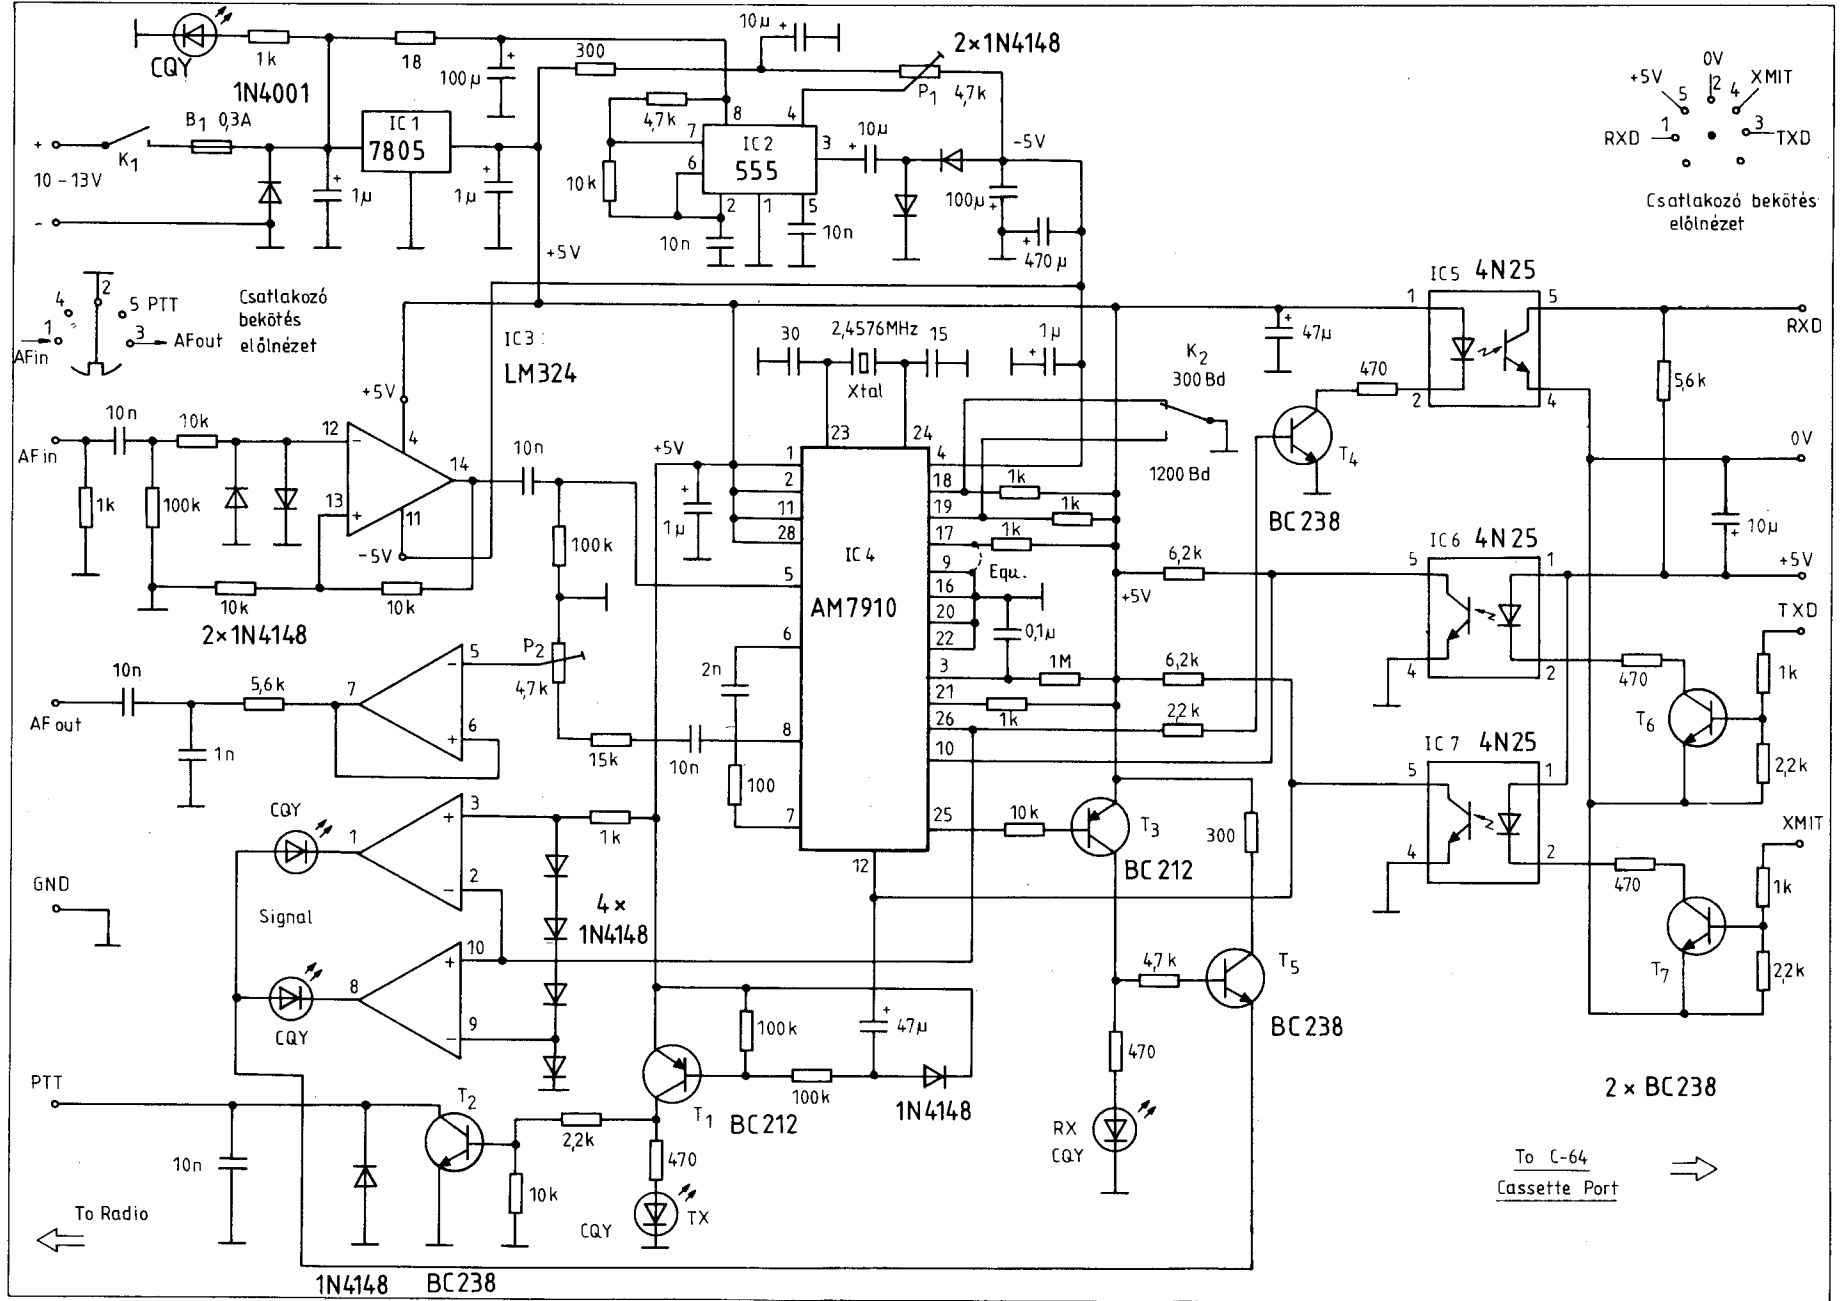 CQY
1k
1N4001
18
100µ
+
300
10µ
+
2×1N4148
P1
4,7k
4,7k
B1 0,3A
IC1
7805
K1
+
10-13V
-
1µ
+
1µ
+
7
8
4
IC2
555
3
6
2
1
5
10k
10n
10n
10µ
+
-5V
100µ
+
470µ
+
+5V
+5V
0V
2
XMIT
5
4
RXD
1
3
TXD
Csatlakozó bekötés
előlnézet
4
2
5 PTT
1
3
AFout
AFin
Csatlakozó
bekötés
előlnézet
IC3:
LM324
30
2,4576MHz
15
Xtal
1µ
+
K2
300 Bd
1200 Bd
47µ
+
470
T4
BC238
IC5 4N25
1
5
2
4
RXD
5,6k
0V
10µ
+
+5V
AFin
10n
10k
1k
100k
12
-
13
+
4
+5V
14
11
-5V
10n
10k
10k
2×1N4148
100k
+5V
1µ
+
23
24
1
2
11
28
5
6
8
7
IC4
AM7910
4
18
19
17
9
16
20
22
3
21
26
10
25
12
1k
1k
1k
Equ.
0,1µ
1M
1k
+5V
6,2k
6,2k
2,2k
IC6 4N25
5
1
4
2
470
T6
TXD
1k
2,2k
IC7 4N25
5
1
4
2
470
T7
XMIT
1k
2,2k
2 × BC238
AFout
10n
5,6k
1n
7
5
-
6
+
P2
4,7k
15k
10n
2n
100
GND
CQY
1
3
+
2
-
1k
Signal
4×
1N4148
CQY
8
10
+
9
-
10k
T3
BC212
300
4,7k
T5
BC238
470
RX
CQY
100k
100k
47µ
+
1N4148
T1
BC212
PTT
10n
T2
2,2k
10k
470
CQY
TX
1N4148
BC238
To Radio
To C-64
Cassette Port